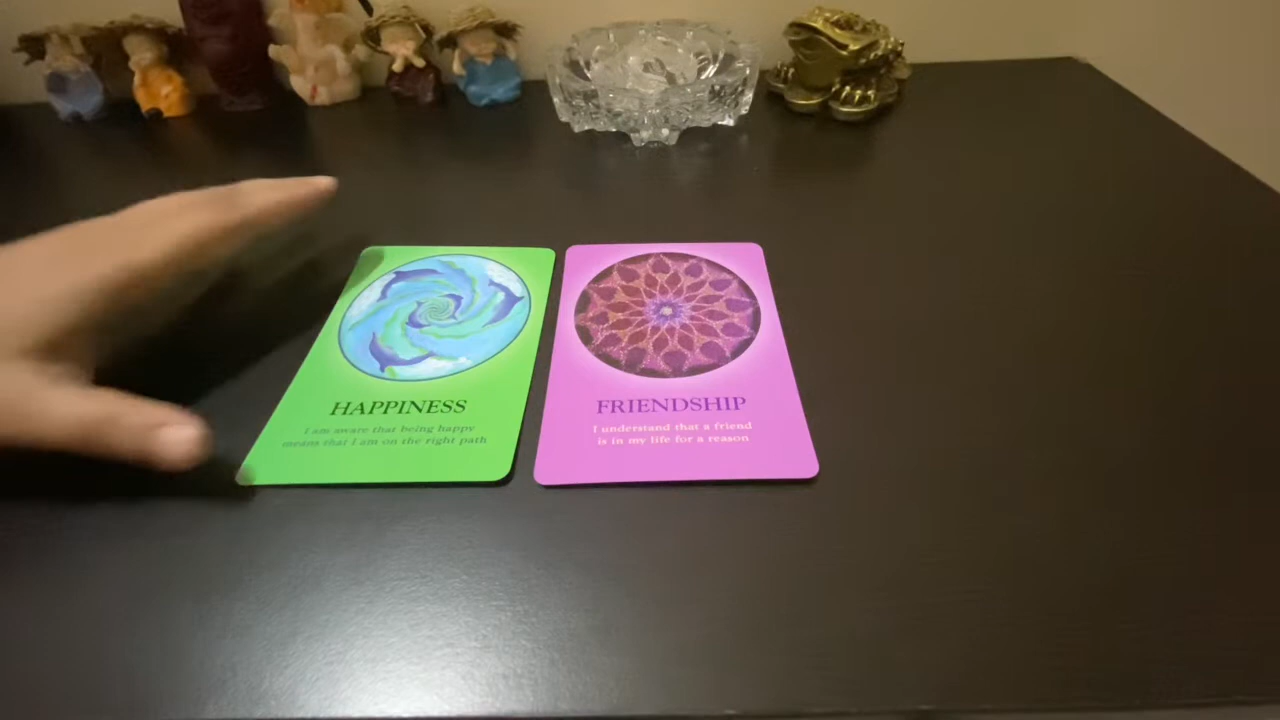 HAPPINESS
I am aware that being happy
means that I am on the right path
FRIENDSHIP
I understand that a friend
is in my life for a reason